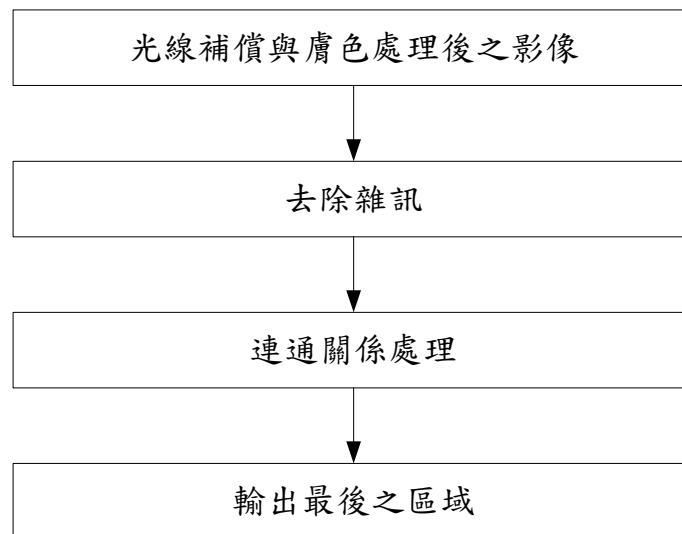 光線補償與膚色處理後之影像
去除雜訊
連通關係處理
輸出最後之區域